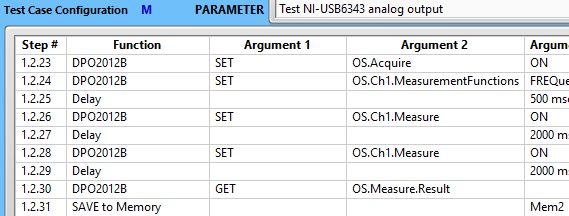 Test Case Configuration M PARAMETER Test NI-USB6343 analog output
Step # Function Argument 1 Argument 2 Argume
1.2.23 DPO2012B SET OS.Acquire ON
1.2.24 DPO2012B SET OS.Ch1.MeasurementFunctions FREQue
1.2.25 Delay 500 mse
1.2.26 DPO2012B SET OS.Ch1.Measure ON
1.2.27 Delay 2000 m
1.2.28 DPO2012B SET OS.Ch1.Measure ON
1.2.29 Delay 2000 m
1.2.30 DPO2012B GET OS.Measure.Result
1.2.31 SAVE to Memory Mem2